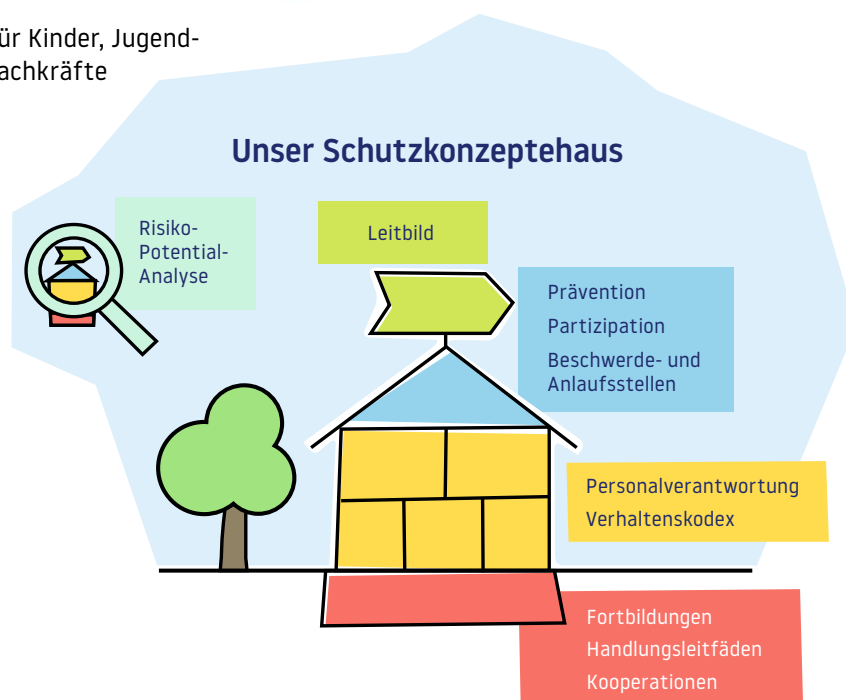 ür Kinder, Jugend-
achkräfte
Unser Schutzkonzeptehaus
Risiko-
Potential-
Analyse
Leitbild
Prävention
Partizipation
Beschwerde- und
Anlaufsstellen
Personalverantwortung
Verhaltenskodex
Fortbildungen
Handlungsleitfäden
Kooperationen